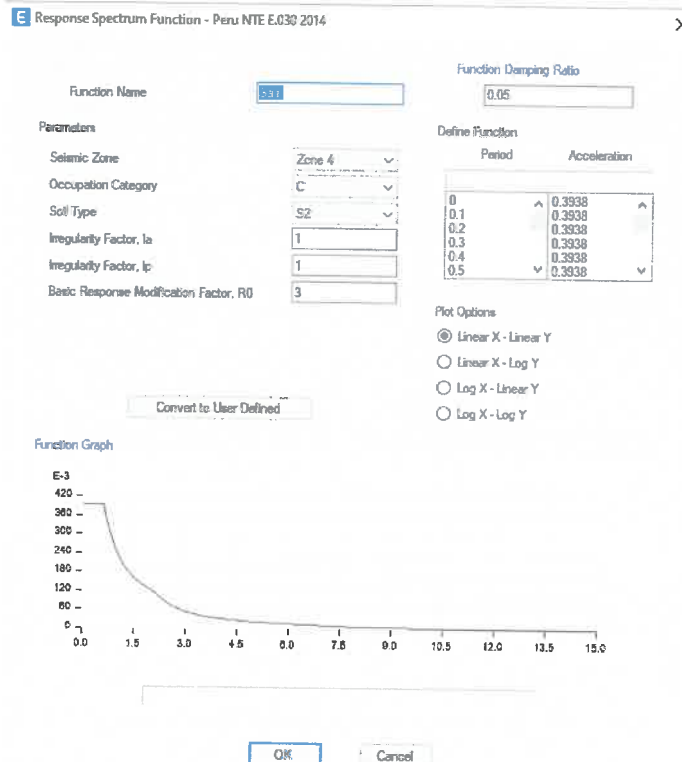 E Response Spectrum Function - Peru NTE E.030 2014
Function Name
Function Damping Ratio
0.05
Parameters
Seismic Zone Zone 4
Occupation Category C
Soil Type S2
Irregularity Factor, Ia 1
Irregularity Factor, Ip 1
Basic Response Modification Factor, R0 3
Define Function
Period Acceleration
0 0.3938
0.1 0.3938
0.2 0.3938
0.3 0.3938
0.4 0.3938
0.5 0.3938
Plot Options
Linear X - Linear Y
Linear X - Log Y
Log X - Linear Y
Log X - Log Y
Convert to User Defined
Function Graph
E-3
420
360
300
240
180
120
60
0
0.0 1.5 3.0 4.5 6.0 7.5 9.0 10.5 12.0 13.5 15.0
OK Cancel